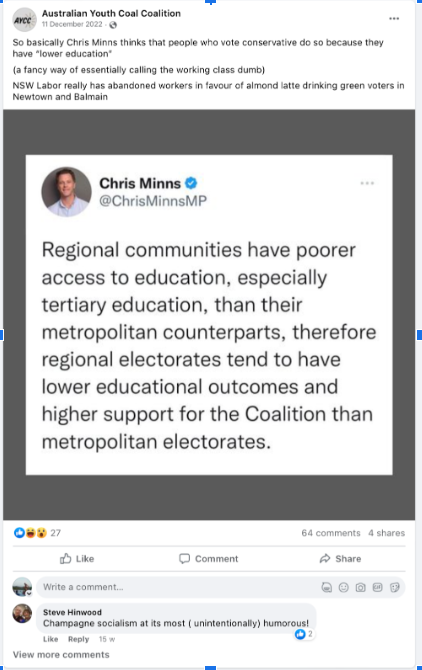 AYCC
Australian Youth Coal Coalition
11 December 2022 ·
So basically Chris Minns thinks that people who vote conservative do so because they
have "lower education"
(a fancy way of essentially calling the working class dumb)
NSW Labor really has abandoned workers in favour of almond latte drinking green voters in
Newtown and Balmain
Chris Minns
@ChrisMinnsMP
Regional communities have poorer
access to education, especially
tertiary education, than their
metropolitan counterparts, therefore
regional electorates tend to have
lower educational outcomes and
higher support for the Coalition than
metropolitan electorates.
27
64 comments 4 shares
Like Comment Share
Write a comment...
Steve Hinwood
Champagne socialism at its most ( unintentionally) humorous!
2
Like Reply 15 w
View more comments